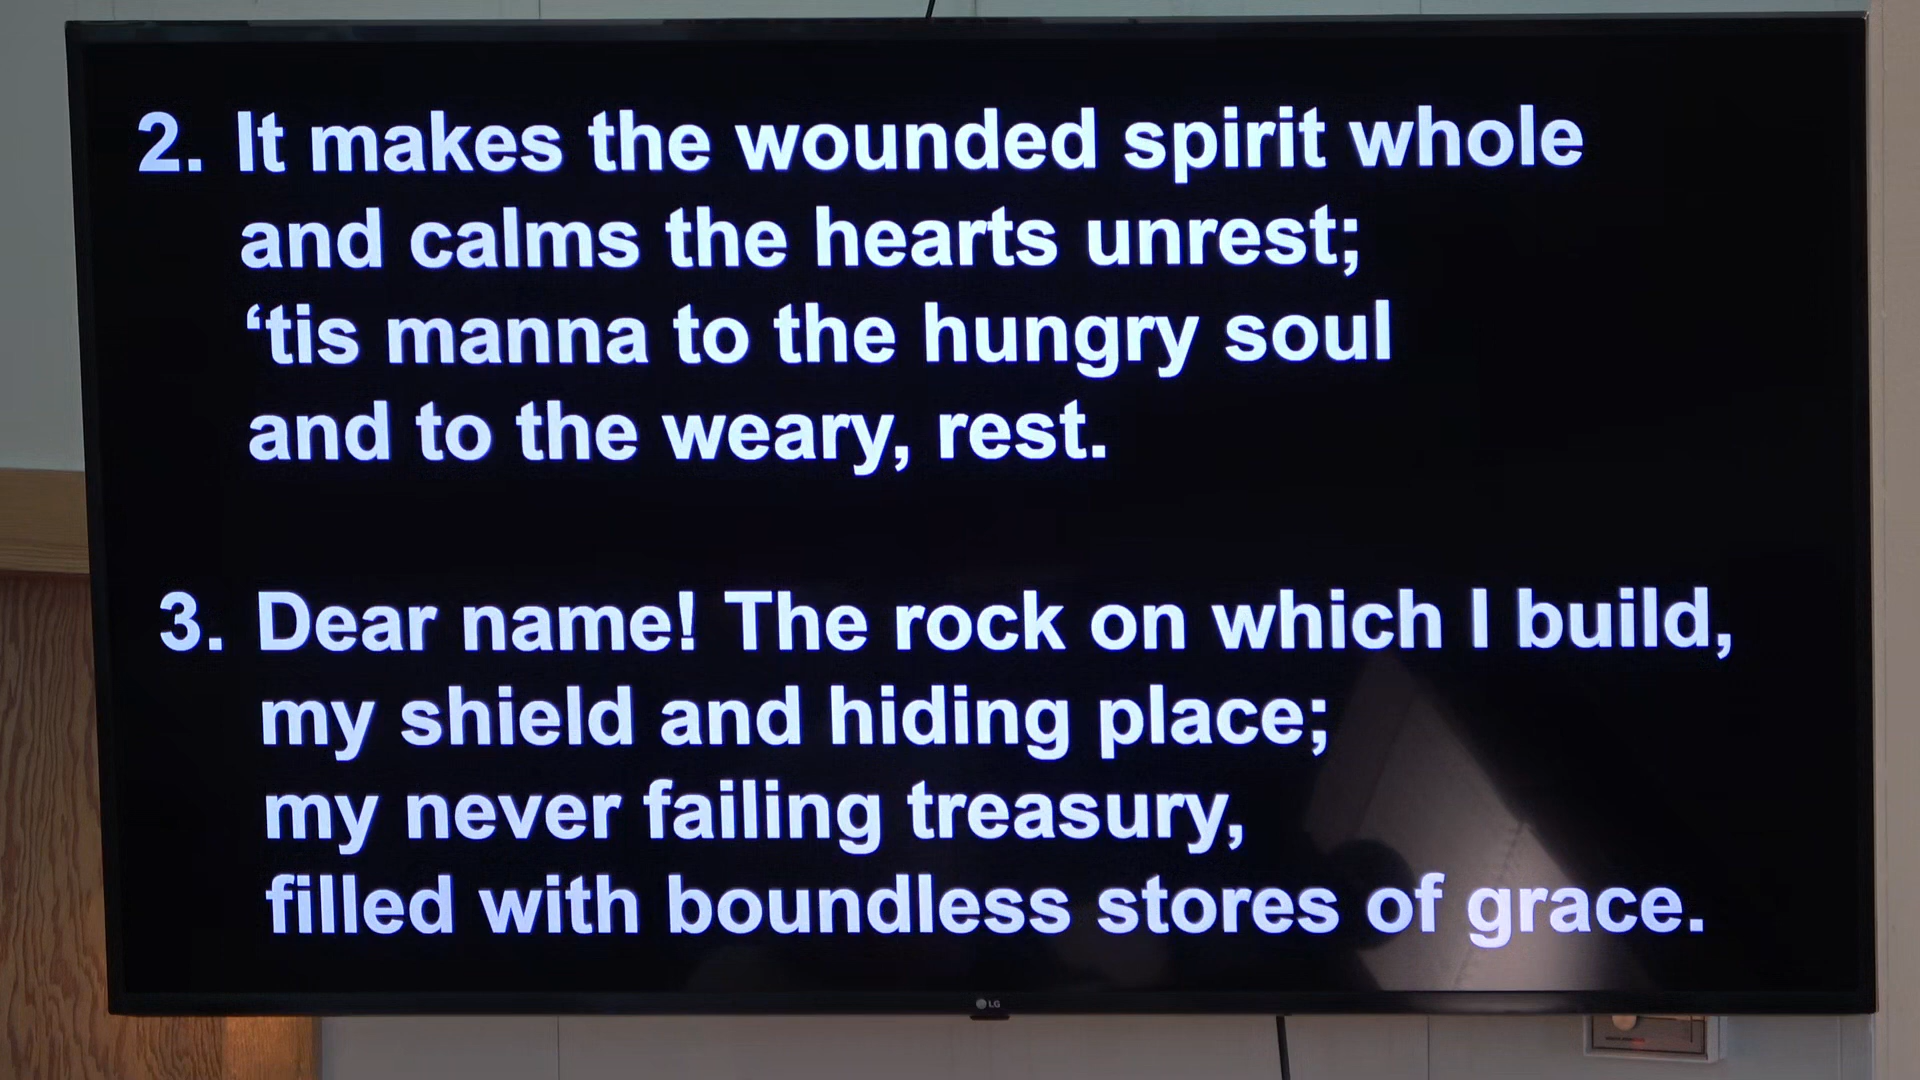 2. It makes the wounded spirit whole
and calms the hearts unrest;
‘tis manna to the hungry soul
and to the weary, rest.
3. Dear name! The rock on which I build,
my shield and hiding place;
my never failing treasury,
filled with boundless stores of grace.
LG